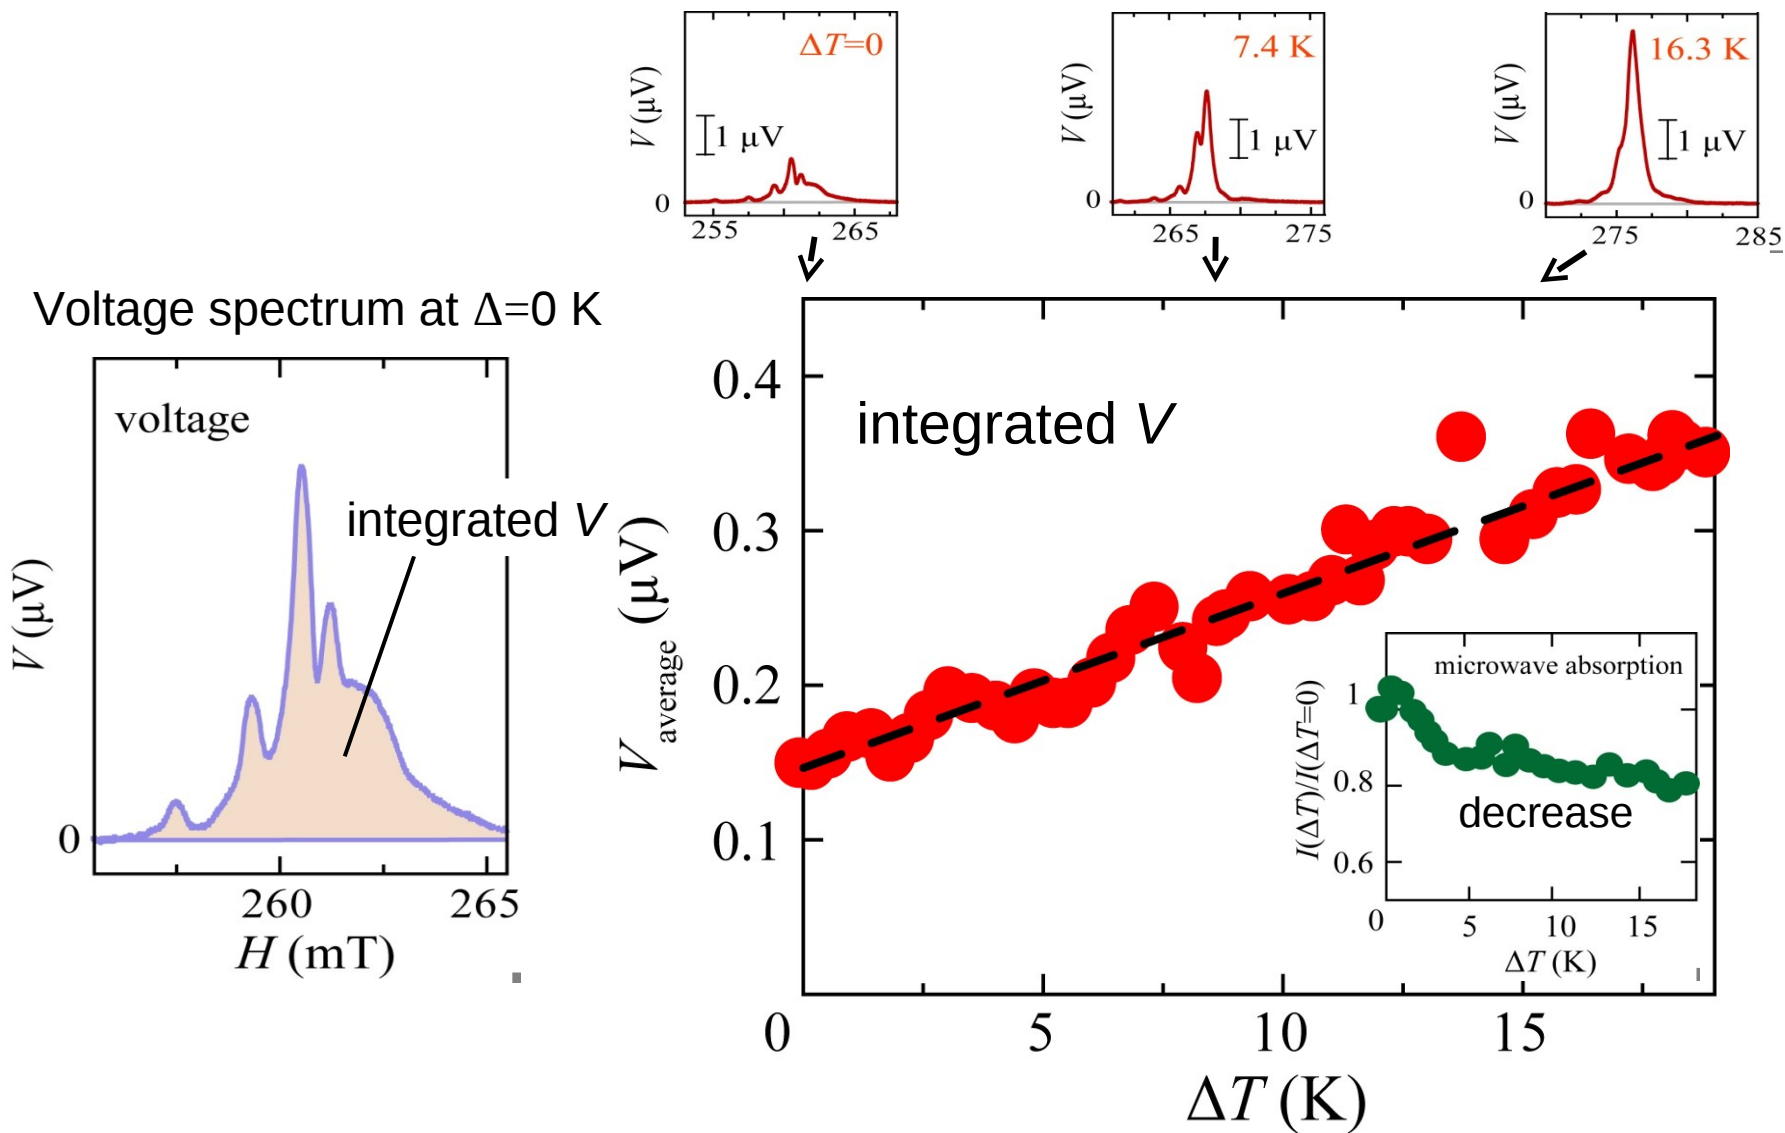 ΔT=0
V (μV)
1 μV
0
255 265
7.4 K
V (μV)
1 μV
0
265 275
16.3 K
V (μV)
1 μV
0
275 285
Voltage spectrum at Δ=0 K
voltage
integrated V
V (μV)
0
260 265
H (mT)
integrated V
V average (μV)
0.4
0.3
0.2
0.1
0 5 10 15
ΔT (K)
microwave absorption
I(ΔT)/I(ΔT=0)
1
0.8
0.6
decrease
0 5 10 15
ΔT (K)